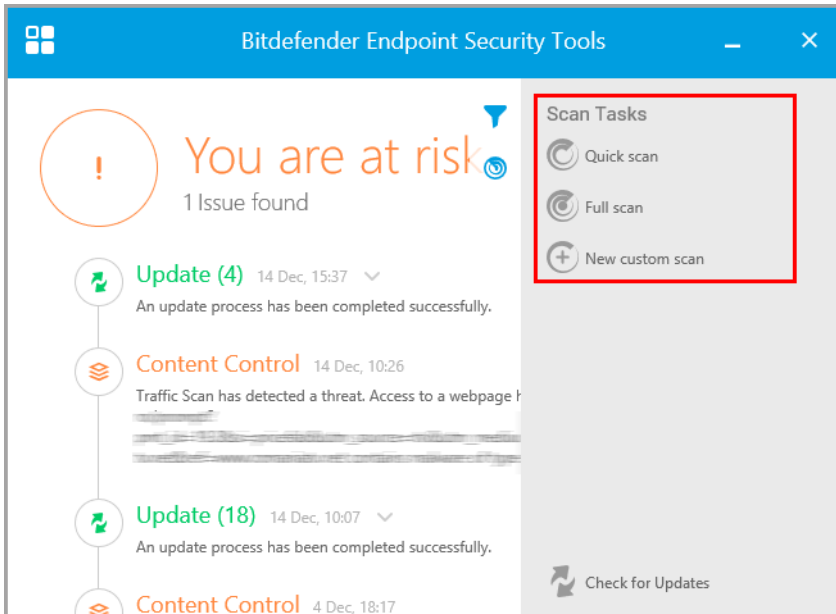 Bitdefender Endpoint Security Tools
You are at risk
1 Issue found
Update (4) 14 Dec, 15:37
An update process has been completed successfully.
Content Control 14 Dec, 10:26
Traffic Scan has detected a threat. Access to a webpage
Update (18) 14 Dec, 10:07
An update process has been completed successfully.
Content Control 4 Dec, 18:17
Scan Tasks
Quick scan
Full scan
New custom scan
Check for Updates